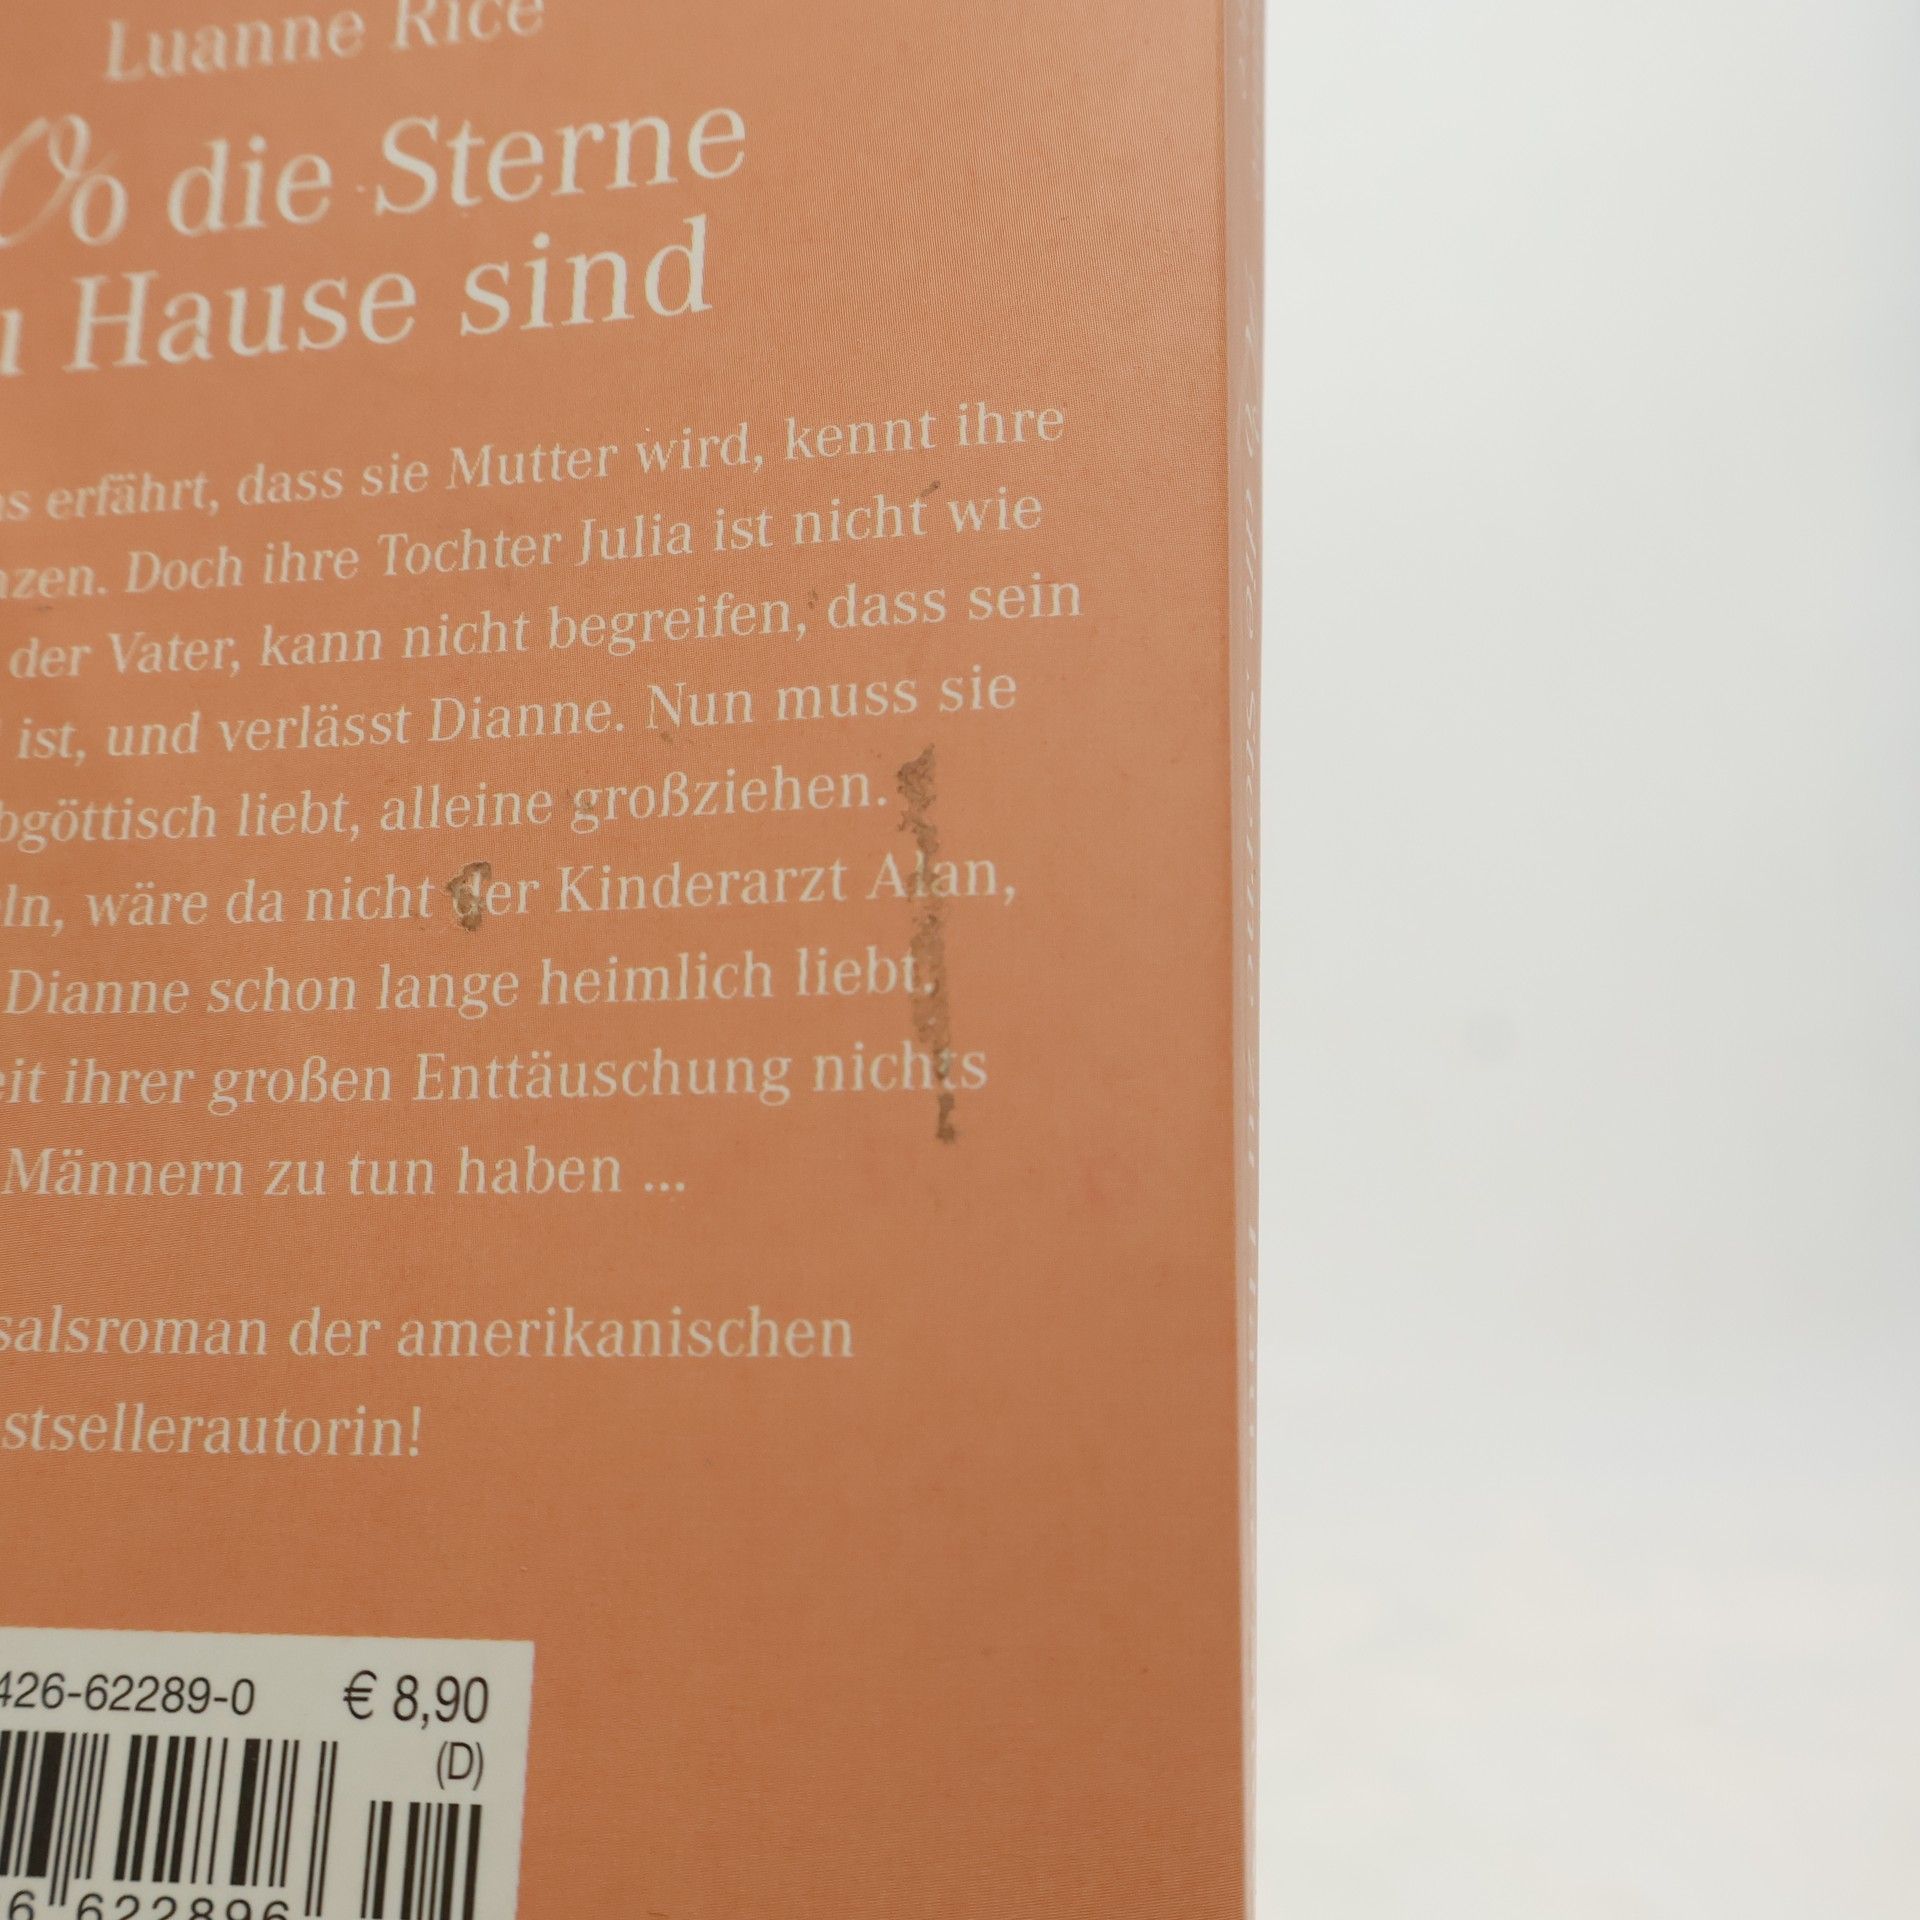 Luanne Rice
Wo die Sterne
Hause sind
erfährt, dass sie Mutter wird, kennt ihre
nzen. Doch ihre Tochter Julia ist nicht wie
der Vater, kann nicht begreifen, dass sein
ist, und verlässt Dianne. Nun muss sie
bgöttisch liebt, alleine großziehen.
ln, wäre da nicht der Kinderarzt Alan,
Dianne schon lange heimlich liebt.
eit ihrer großen Enttäuschung nichts
Männern zu tun haben ...
salsroman der amerikanischen
stsellerautorin!
426-62289-0 € 8,90
(D)
6 622896